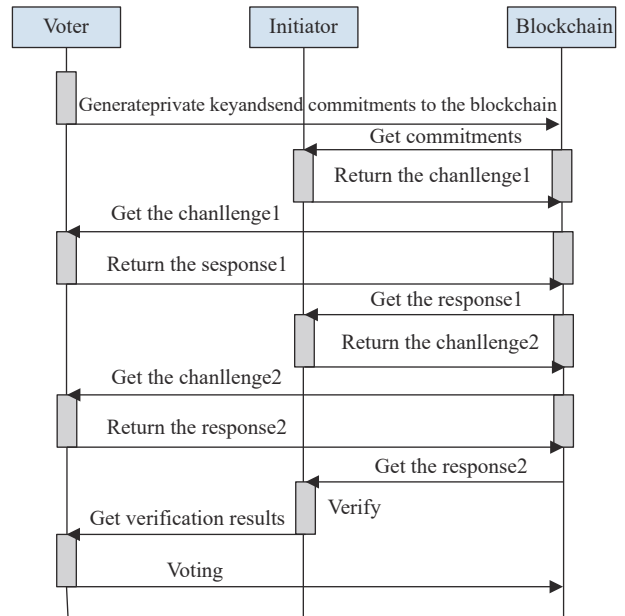 Voter
Initiator
Blockchain
Generateprivate keyandsend commitments to the blockchain
Get commitments
Return the chanllenge1
Get the chanllenge1
Return the sesponse1
Get the response1
Return the chanllenge2
Get the chanllenge2
Return the response2
Get the response2
Verify
Get verification results
Voting